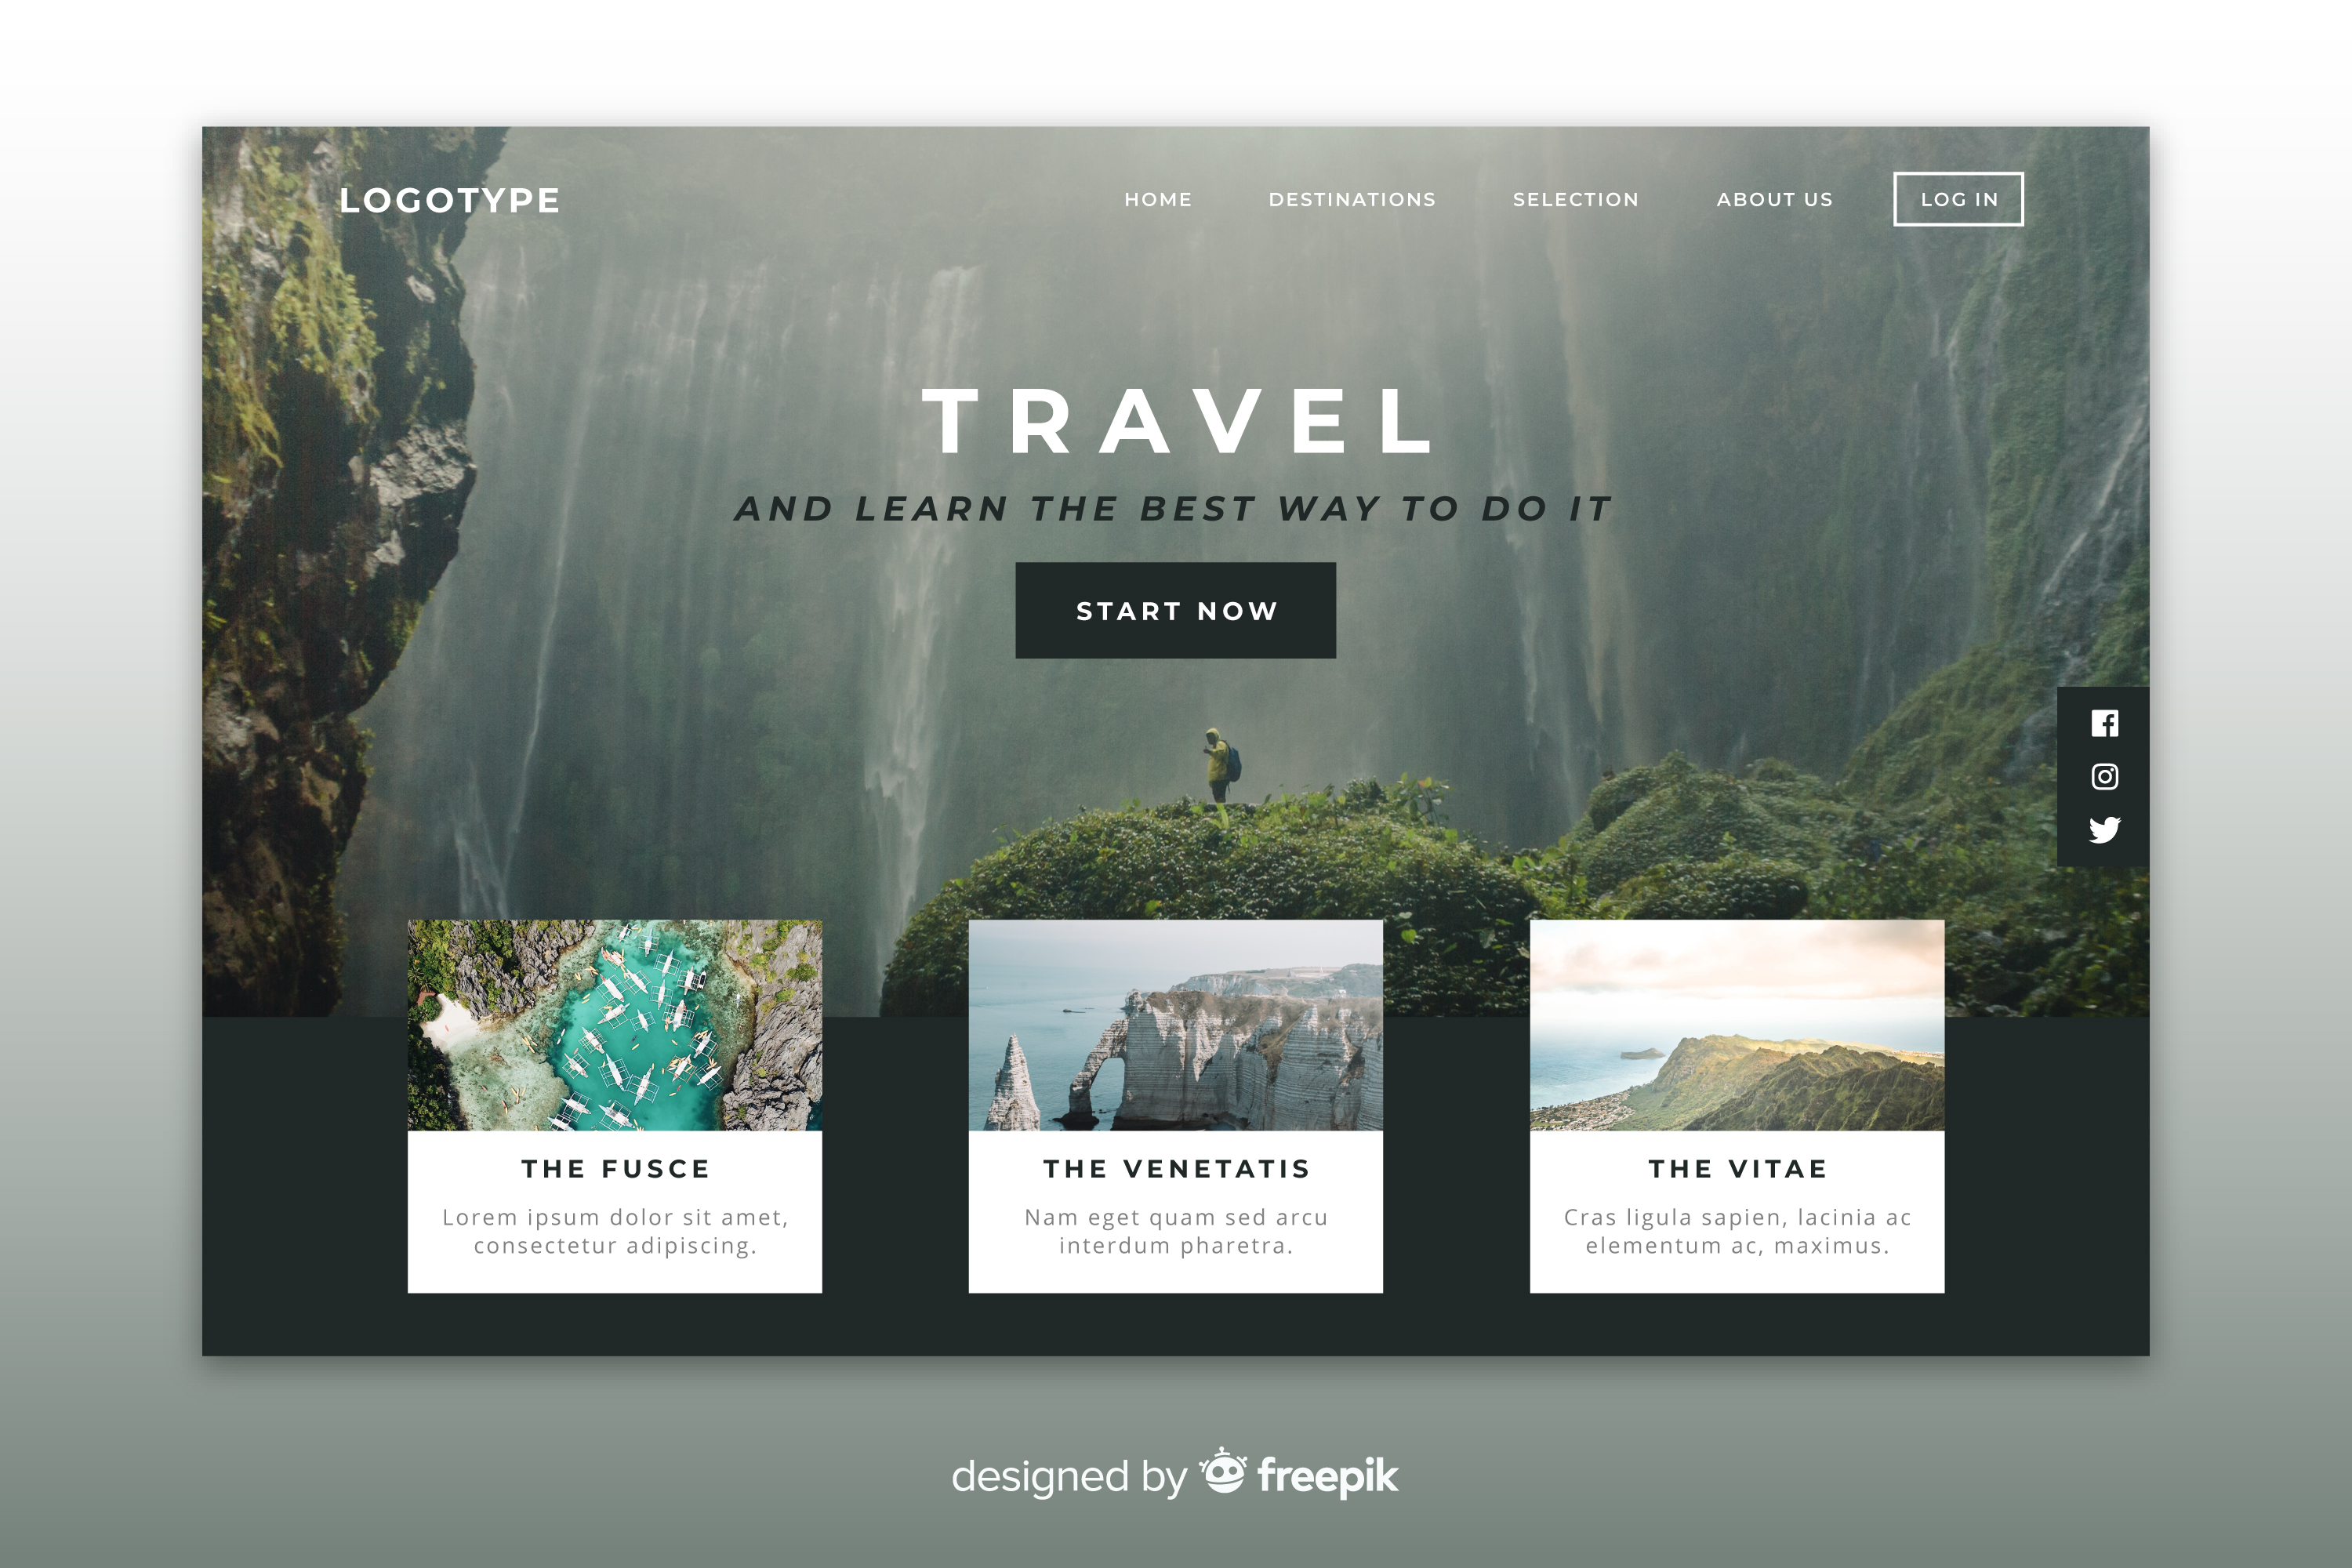 LOGOTYPE
HOME
DESTINATIONS
SELECTION
ABOUT US
LOG IN
TRAVEL
AND LEARN THE BEST WAY TO DO IT
START NOW
THE FUSCE
Lorem ipsum dolor sit amet,
consectetur adipiscing.
THE VENETATIS
Nam eget quam sed arcu
interdum pharetra.
THE VITAE
Cras ligula sapien, lacinia ac
elementum ac, maximus.
designed by freepik